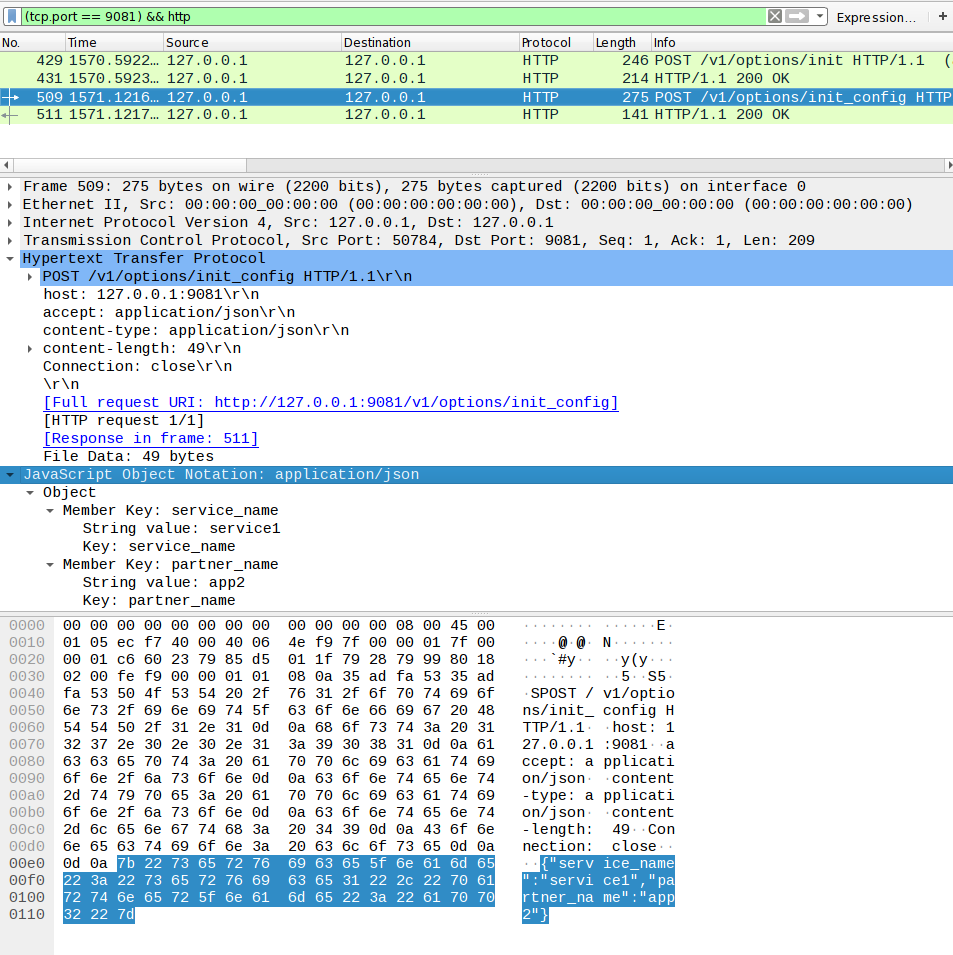 (tcp.port == 9081) && http Expression… +
No. Time Source Destination Protocol Length Info
429 1570.5922… 127.0.0.1 127.0.0.1 HTTP 246 POST /v1/options/init HTTP/1.1 (
431 1570.5923… 127.0.0.1 127.0.0.1 HTTP 214 HTTP/1.1 200 OK
509 1571.1216… 127.0.0.1 127.0.0.1 HTTP 275 POST /v1/options/init_config HTTP
511 1571.1217… 127.0.0.1 127.0.0.1 HTTP 141 HTTP/1.1 200 OK
Frame 509: 275 bytes on wire (2200 bits), 275 bytes captured (2200 bits) on interface 0
Ethernet II, Src: 00:00:00_00:00:00 (00:00:00:00:00:00), Dst: 00:00:00_00:00:00 (00:00:00:00:00:00)
Internet Protocol Version 4, Src: 127.0.0.1, Dst: 127.0.0.1
Transmission Control Protocol, Src Port: 50784, Dst Port: 9081, Seq: 1, Ack: 1, Len: 209
Hypertext Transfer Protocol
POST /v1/options/init_config HTTP/1.1\r\n
host: 127.0.0.1:9081\r\n
accept: application/json\r\n
content-type: application/json\r\n
content-length: 49\r\n
Connection: close\r\n
\r\n
[Full request URI: http://127.0.0.1:9081/v1/options/init_config]
[HTTP request 1/1]
[Response in frame: 511]
File Data: 49 bytes
JavaScript Object Notation: application/json
Object
Member Key: service_name
String value: service1
Key: service_name
Member Key: partner_name
String value: app2
Key: partner_name
0000 00 00 00 00 00 00 00 00 00 00 00 00 08 00 45 00 ········ ······E·
0010 01 05 ec f7 40 00 40 06 4e f9 7f 00 00 01 7f 00 ····@·@· N·······
0020 00 01 c6 60 23 79 85 d5 01 1f 79 28 79 99 80 18 ···`#y·· ··y(y···
0030 02 00 fe f9 00 00 01 01 08 0a 35 ad fa 53 35 ad ········ ··5··S5·
0040 fa 53 50 4f 53 54 20 2f 76 31 2f 6f 70 74 69 6f ·SPOST / v1/optio
0050 6e 73 2f 69 6e 69 74 5f 63 6f 6e 66 69 67 20 48 ns/init_ config H
0060 54 54 50 2f 31 2e 31 0d 0a 68 6f 73 74 3a 20 31 TTP/1.1· ·host: 1
0070 32 37 2e 30 2e 30 2e 31 3a 39 30 38 31 0d 0a 61 27.0.0.1 :9081··a
0080 63 63 65 70 74 3a 20 61 70 70 6c 69 63 61 74 69 ccept: a pplicati
0090 6f 6e 2f 6a 73 6f 6e 0d 0a 63 6f 6e 74 65 6e 74 on/json· ·content
00a0 2d 74 79 70 65 3a 20 61 70 70 6c 69 63 61 74 69 -type: a pplicati
00b0 6f 6e 2f 6a 73 6f 6e 0d 0a 63 6f 6e 74 65 6e 74 on/json· ·content
00c0 2d 6c 65 6e 67 74 68 3a 20 34 39 0d 0a 43 6f 6e -length: 49··Con
00d0 6e 65 63 74 69 6f 6e 3a 20 63 6c 6f 73 65 0d 0a nection: close··
00e0 0d 0a 7b 22 73 65 72 76 69 63 65 5f 6e 61 6d 65 ··{"serv ice_name
00f0 22 3a 22 73 65 72 76 69 63 65 31 22 2c 22 70 61 ":"servi ce1","pa
0100 72 74 6e 65 72 5f 6e 61 6d 65 22 3a 22 61 70 70 rtner_na me":"app
0110 32 22 7d 2"}